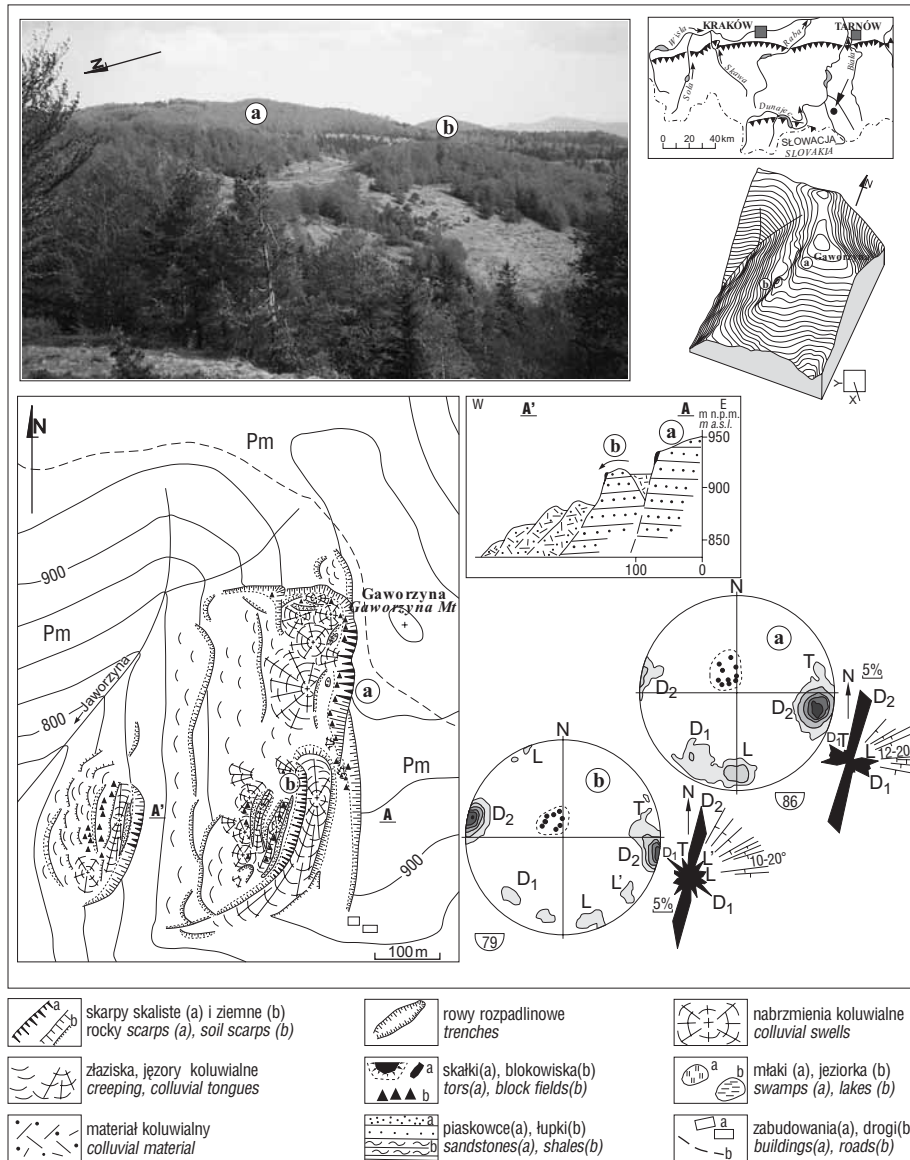 N
a
b
KRAKÓW
TARNÓW
Wisła
Raba
Skawa
Soła
Biała
Dunajec
0 20 40km
SŁOWACJA
SLOVAKIA
N
Gaworzyna
a
b
Y
X
N
Pm
900
Pm
Gaworzyna
Gaworzyna Mt
a
Jaworzyna
800
b
Pm
A'
A
900
100m
W A' A E
m n.p.m.
m a.s.l.
a
b
950
900
850
100 0
N
a
T
D2
D2
D1
L
86
N
5%
D2
D1
T
L
12-20
D1
N
b
L
D2
T
D2
D1
L'
L
79
N
D2
D1
T
L'
10-20°
L
D1
5%
a
b
skarpy skaliste (a) i ziemne (b)
rocky scarps (a), soil scarps (b)
rowy rozpadlinowe
trenches
nabrzmienia koluwialne
colluvial swells
złaziska, jęzory koluwialne
creeping, colluvial tongues
a
b
skałki(a), blokowiska(b)
tors(a), block fields(b)
a
b
młaki (a), jeziorka (b)
swamps (a), lakes (b)
materiał koluwialny
colluvial material
a
b
piaskowce(a), łupki(b)
sandstones(a), shales(b)
a
b
zabudowania(a), drogi(b
buildings(a), roads(b)